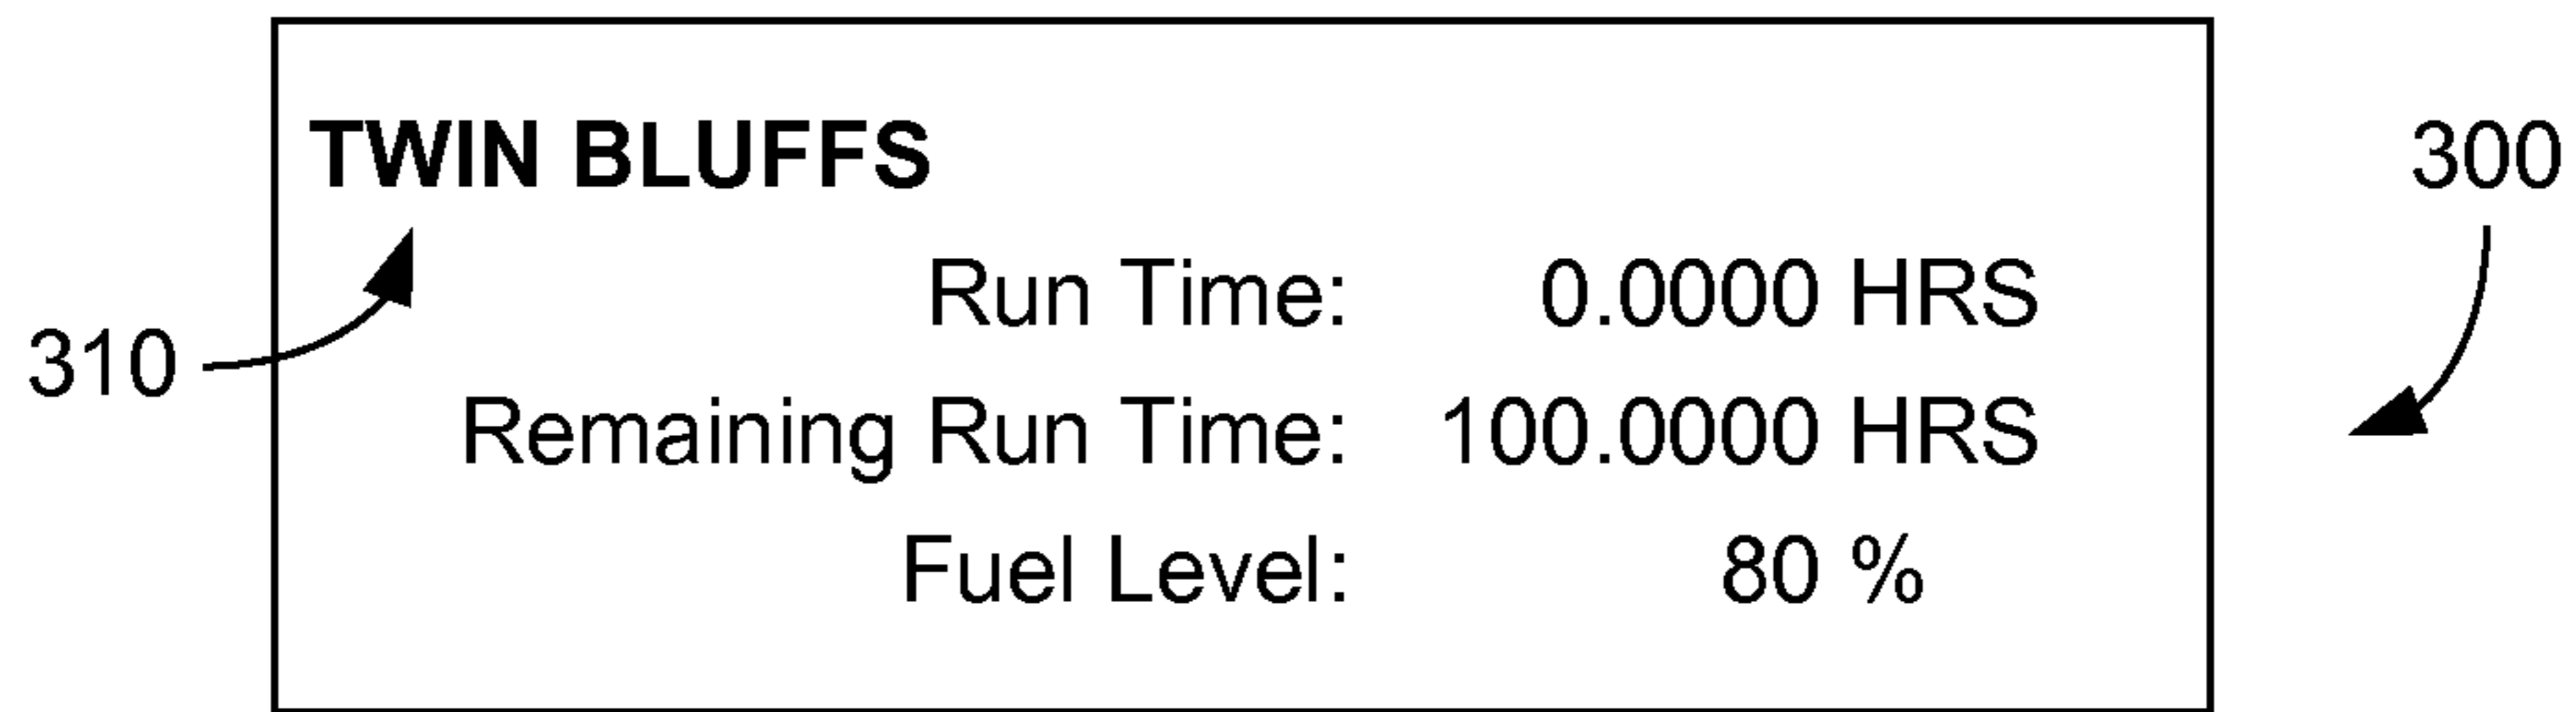 TWIN BLUFFS
300
Run Time: 0.0000 HRS
310
Remaining Run Time: 100.0000 HRS
Fuel Level: 80 %